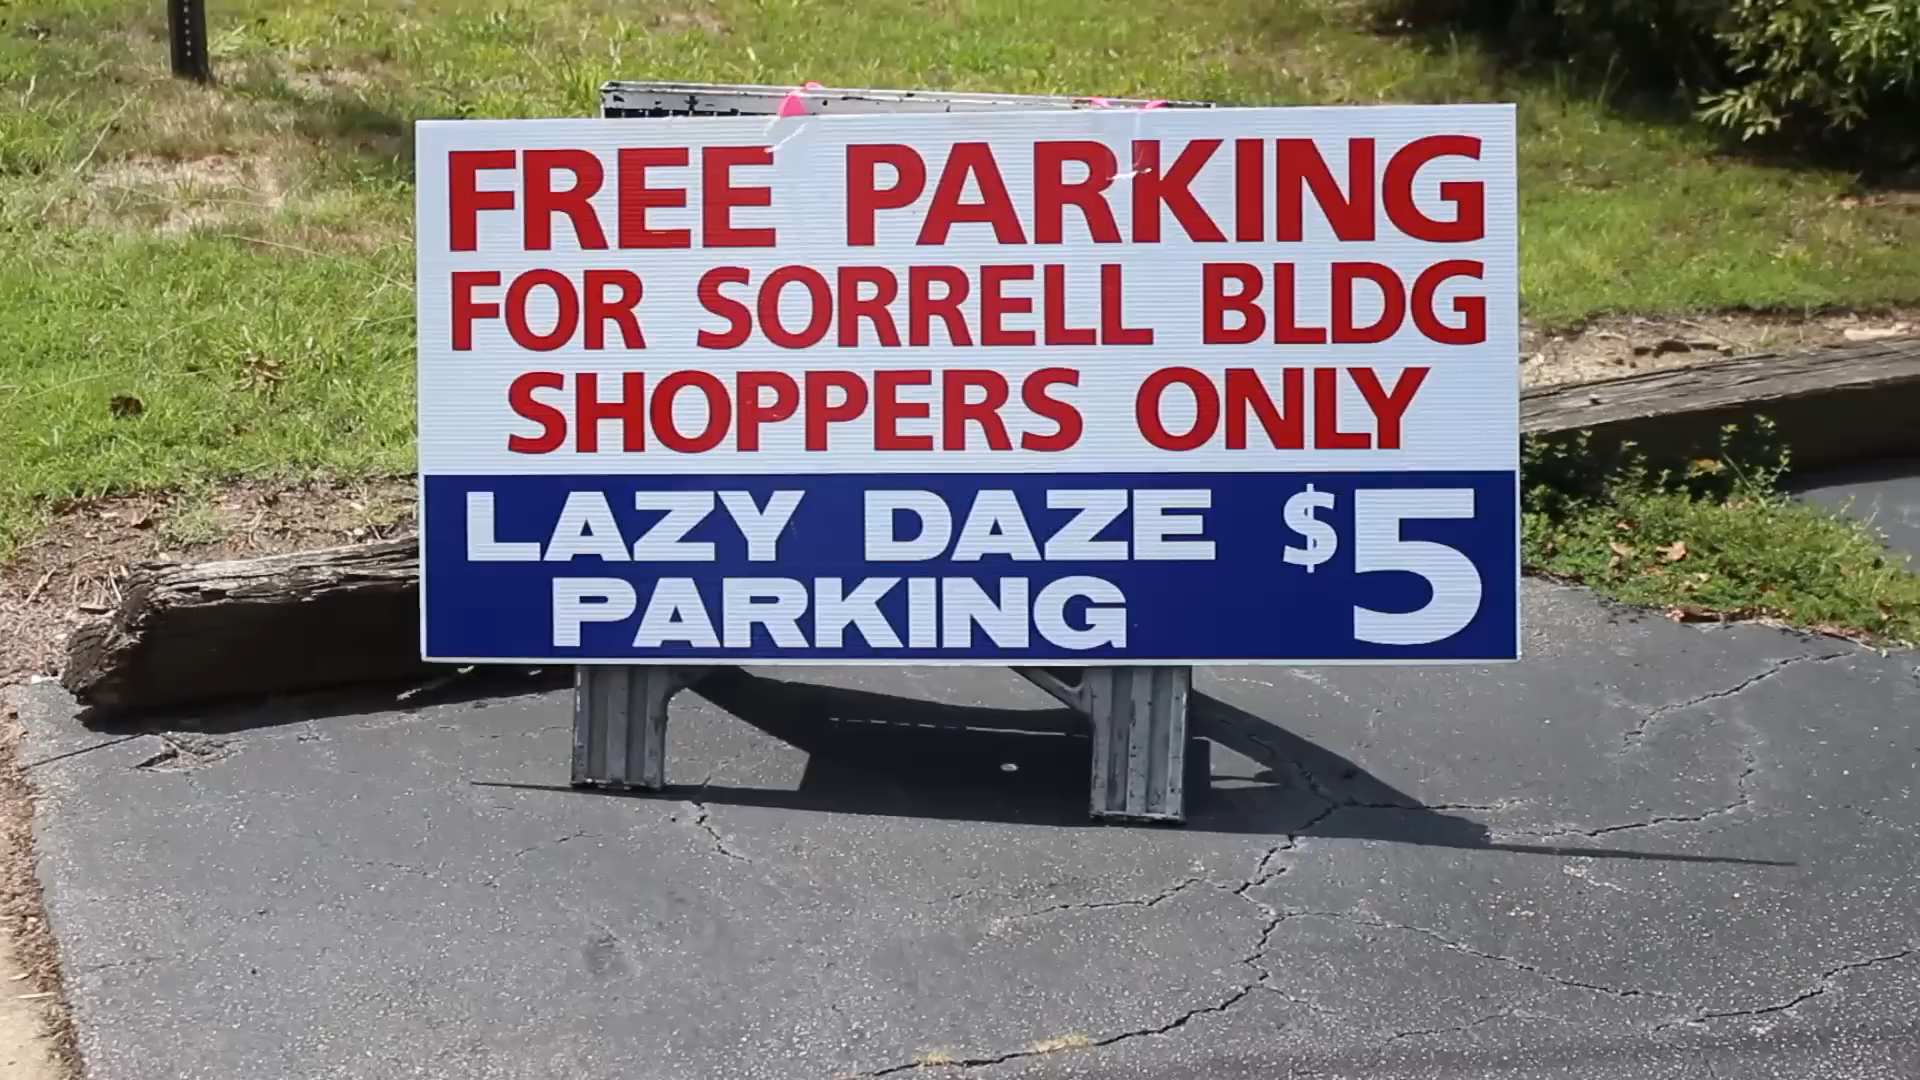 FREE PARKING
FOR SORRELL BLDG
SHOPPERS ONLY
LAZY DAZE $5
PARKING